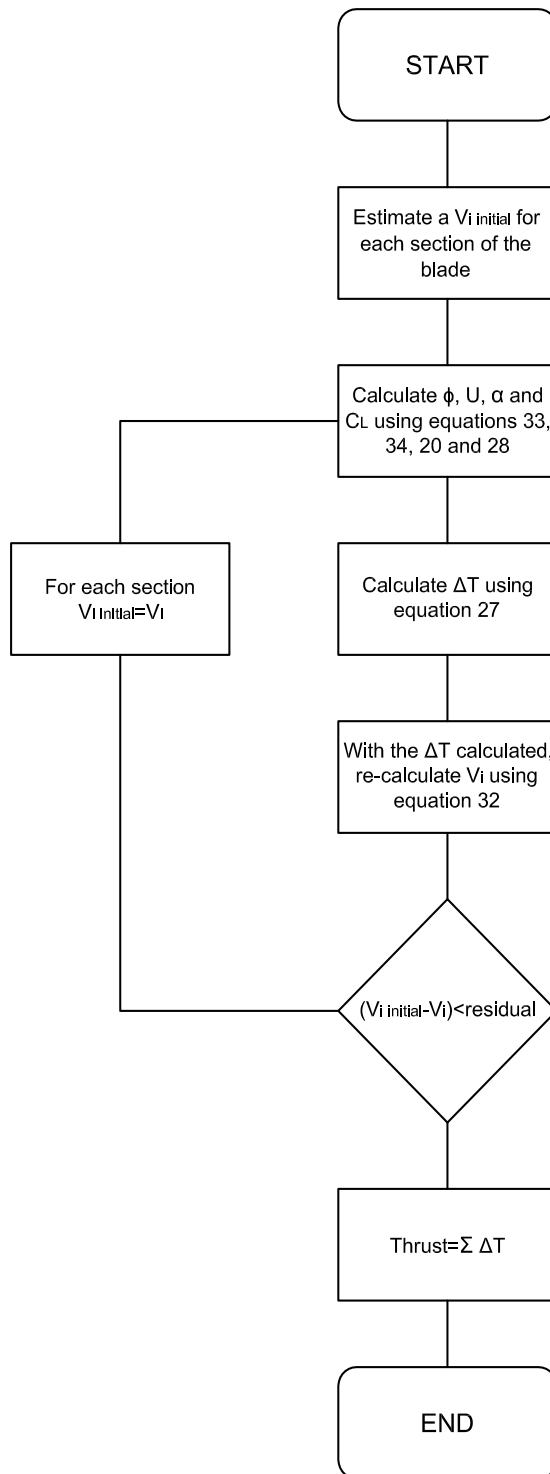 START
Estimate a Vi initial for
each section of the
blade
Calculate ϕ, U, α and
CL using equations 33,
34, 20 and 28
For each section
VI Initial=VI
Calculate ΔT using
equation 27
With the ΔT calculated,
re-calculate Vi using
equation 32
(Vi initial-Vi)<residual
Thrust=Σ ΔT
END